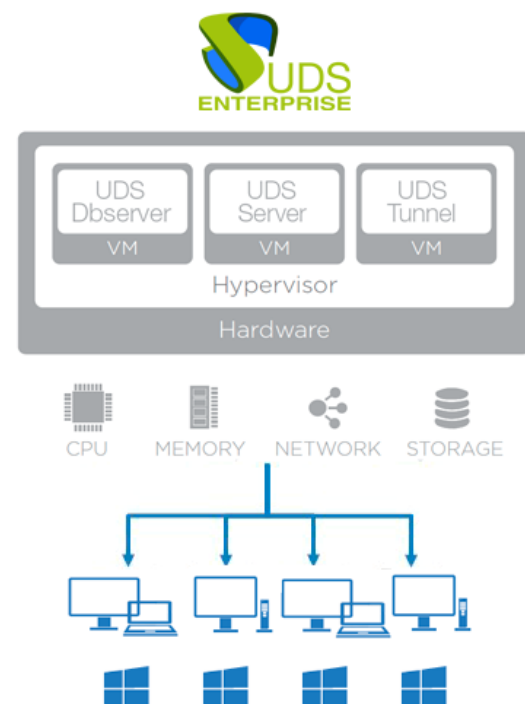 UDS
ENTERPRISE
UDS
Dbserver
VM
UDS
Server
VM
UDS
Tunnel
VM
Hypervisor
Hardware
CPU
MEMORY
NETWORK
STORAGE